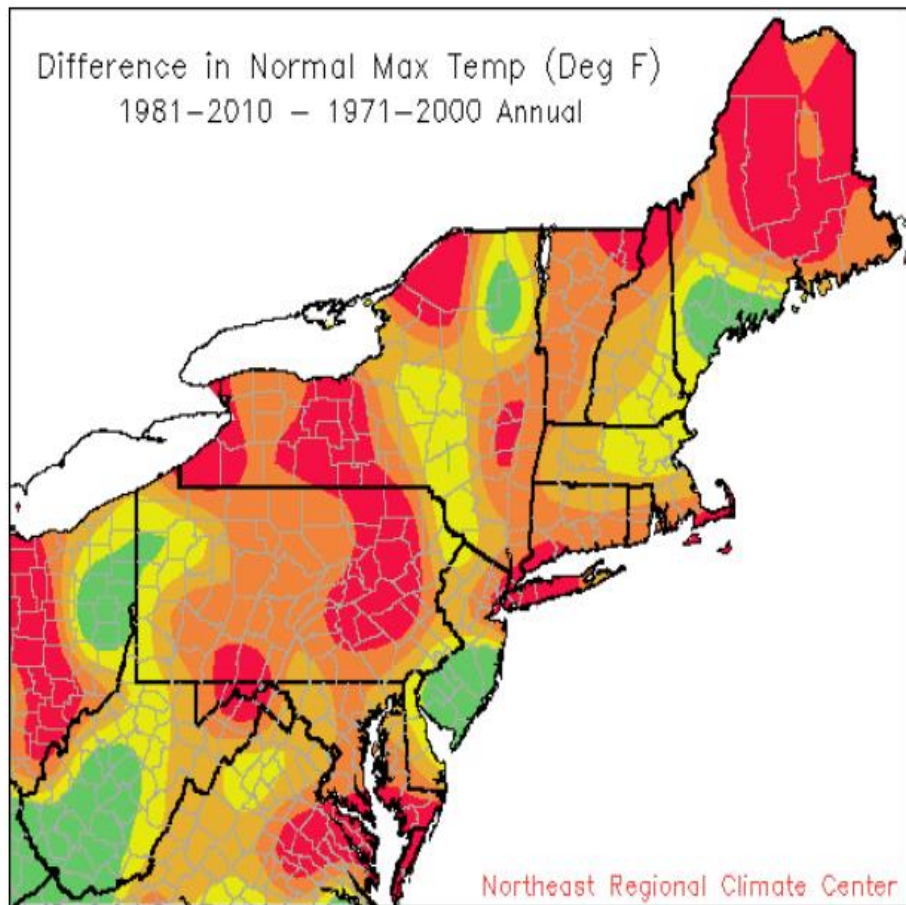 Difference in Normal Max Temp (Deg F)
1981-2010 - 1971-2000 Annual
Northeast Regional Climate Center